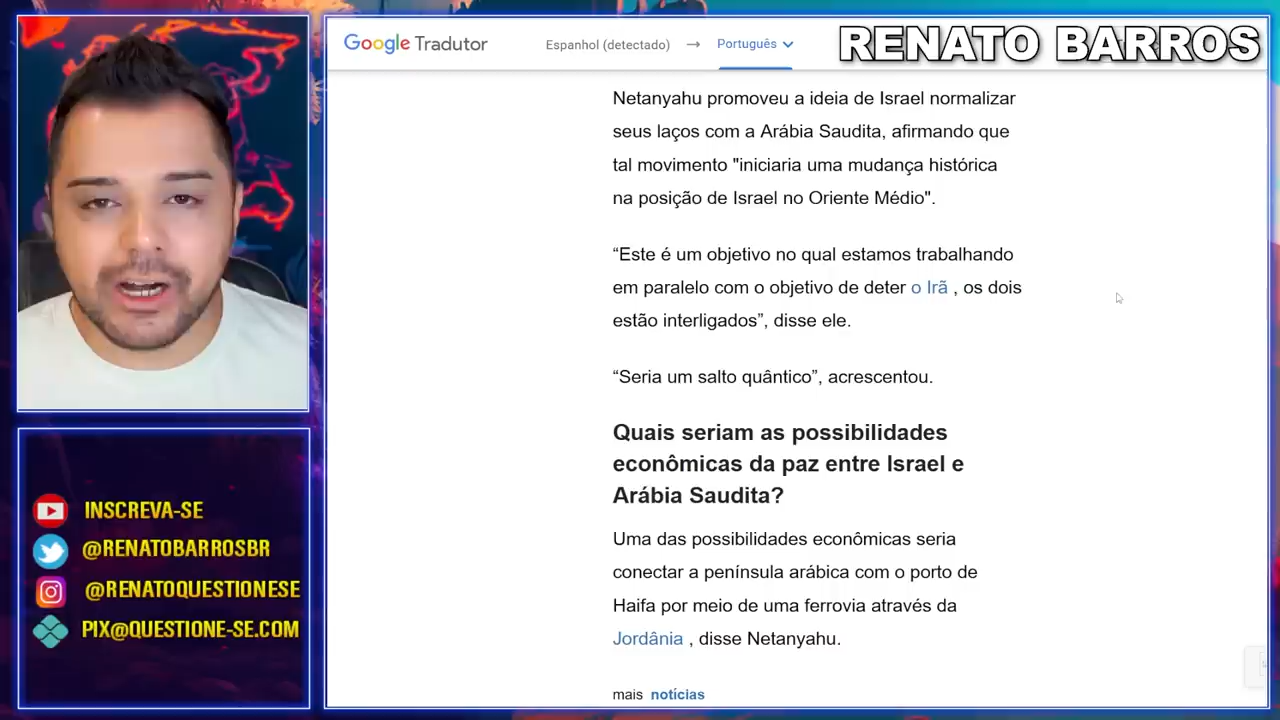 Google Tradutor
Espanhol (detectado) → Português
RENATO BARROS
Netanyahu promoveu a ideia de Israel normalizar
seus laços com a Arábia Saudita, afirmando que
tal movimento "iniciaria uma mudança histórica
na posição de Israel no Oriente Médio".
“Este é um objetivo no qual estamos trabalhando
em paralelo com o objetivo de deter o Irã , os dois
estão interligados”, disse ele.
“Seria um salto quântico”, acrescentou.
Quais seriam as possibilidades
econômicas da paz entre Israel e
Arábia Saudita?
Uma das possibilidades econômicas seria
conectar a península arábica com o porto de
Haifa por meio de uma ferrovia através da
Jordânia , disse Netanyahu.
mais notícias
INSCREVA-SE
@RENATOBARROSBR
@RENATOQUESTIONESE
PIX@QUESTIONE-SE.COM